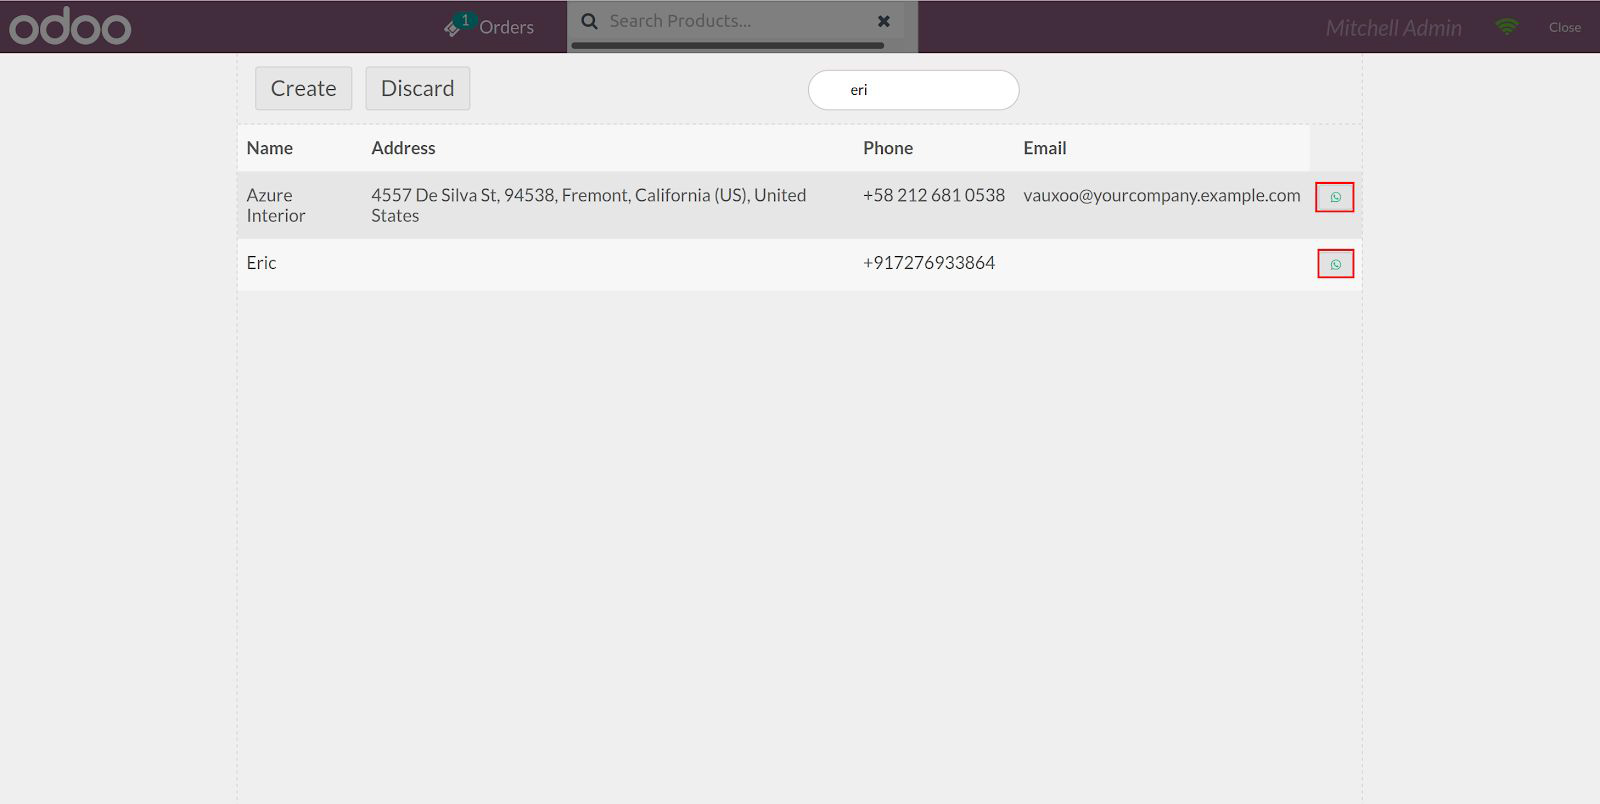 odoo
1
Orders
Search Products...
Mitchell Admin
Close
Create
Discard
eri
Name
Address
Phone
Email
Azure
Interior
4557 De Silva St, 94538, Fremont, California (US), United
States
+58 212 681 0538
vauxoo@yourcompany.example.com
Eric
+917276933864